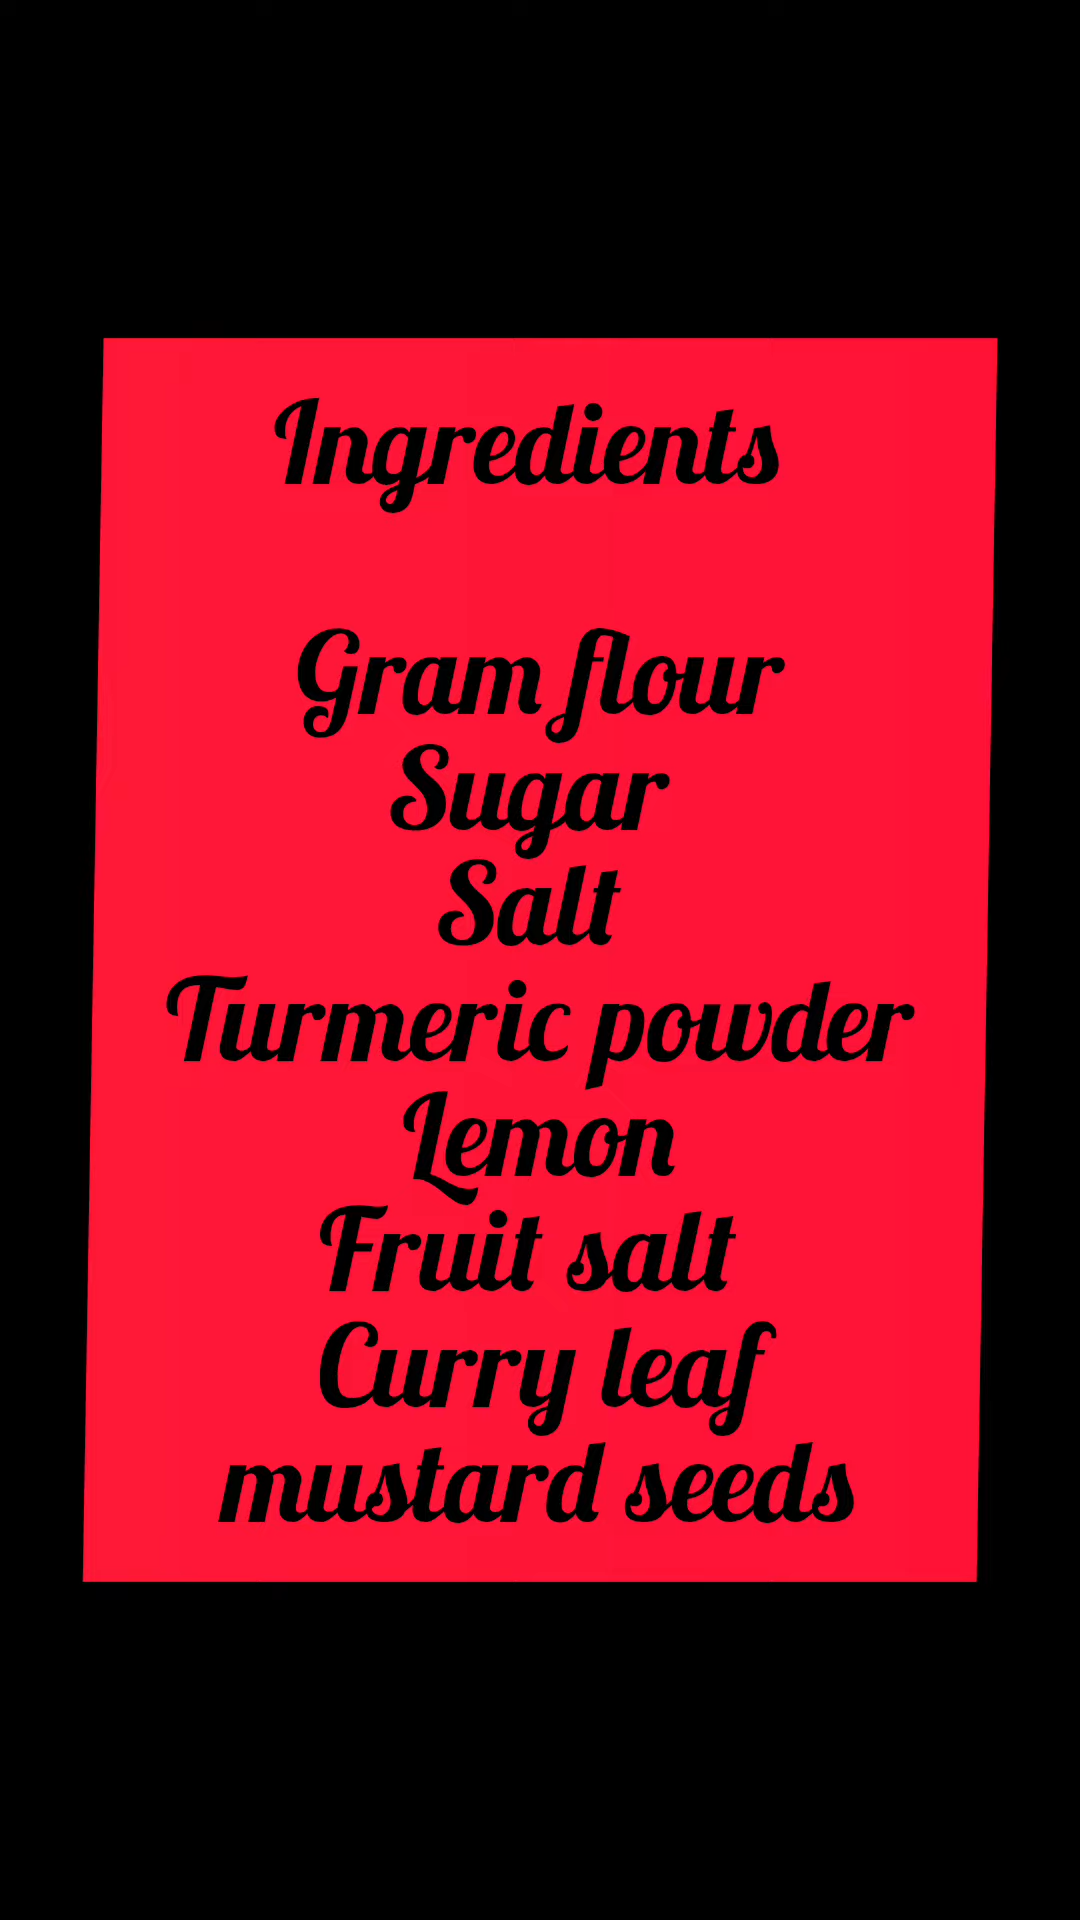 Ingredients
Gram flour
Sugar
Salt
Turmeric powder
Lemon
Fruit salt
Curry leaf
mustard seeds